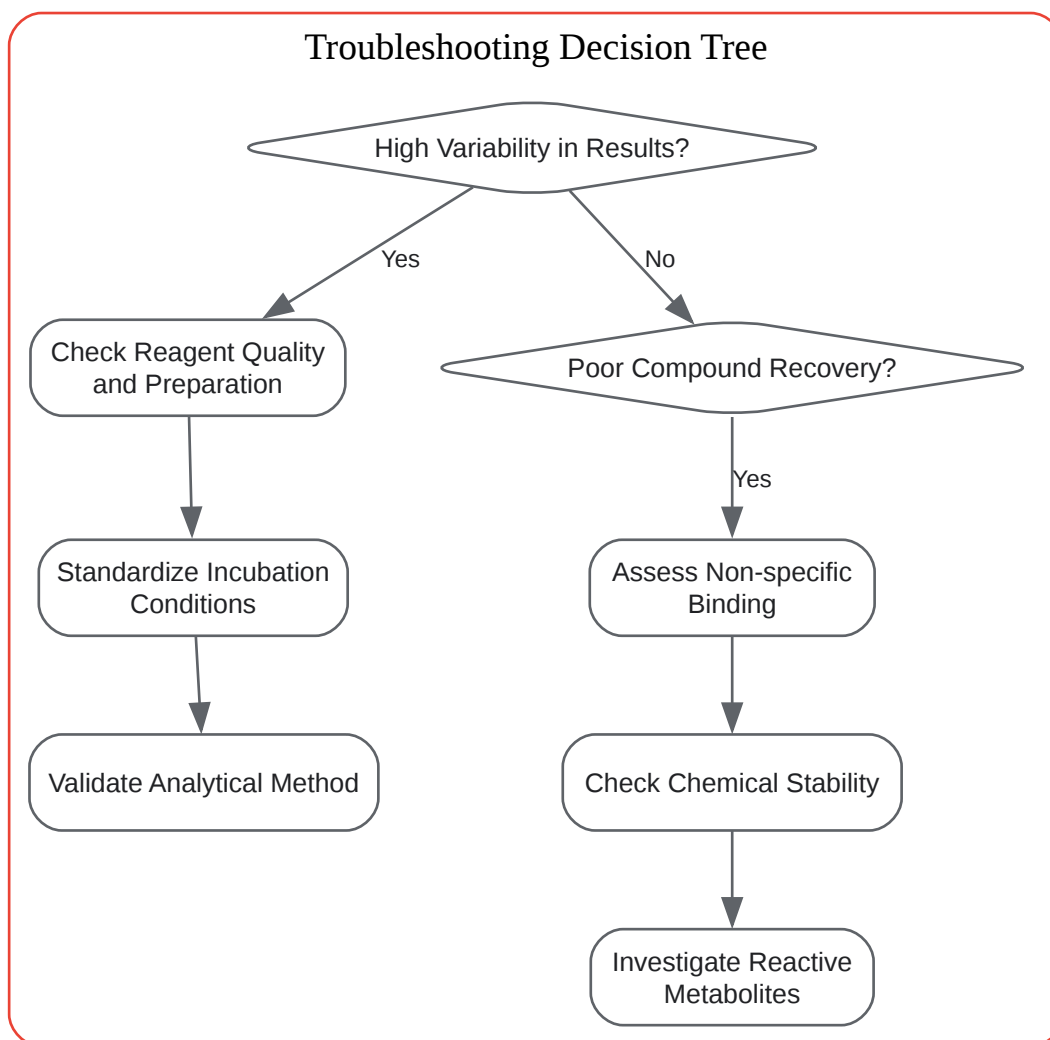 Troubleshooting Decision Tree
High Variability in Results?
Yes
No
Check Reagent Quality
and Preparation
Poor Compound Recovery?
Yes
Standardize Incubation
Conditions
Assess Non-specific
Binding
Validate Analytical Method
Check Chemical Stability
Investigate Reactive
Metabolites